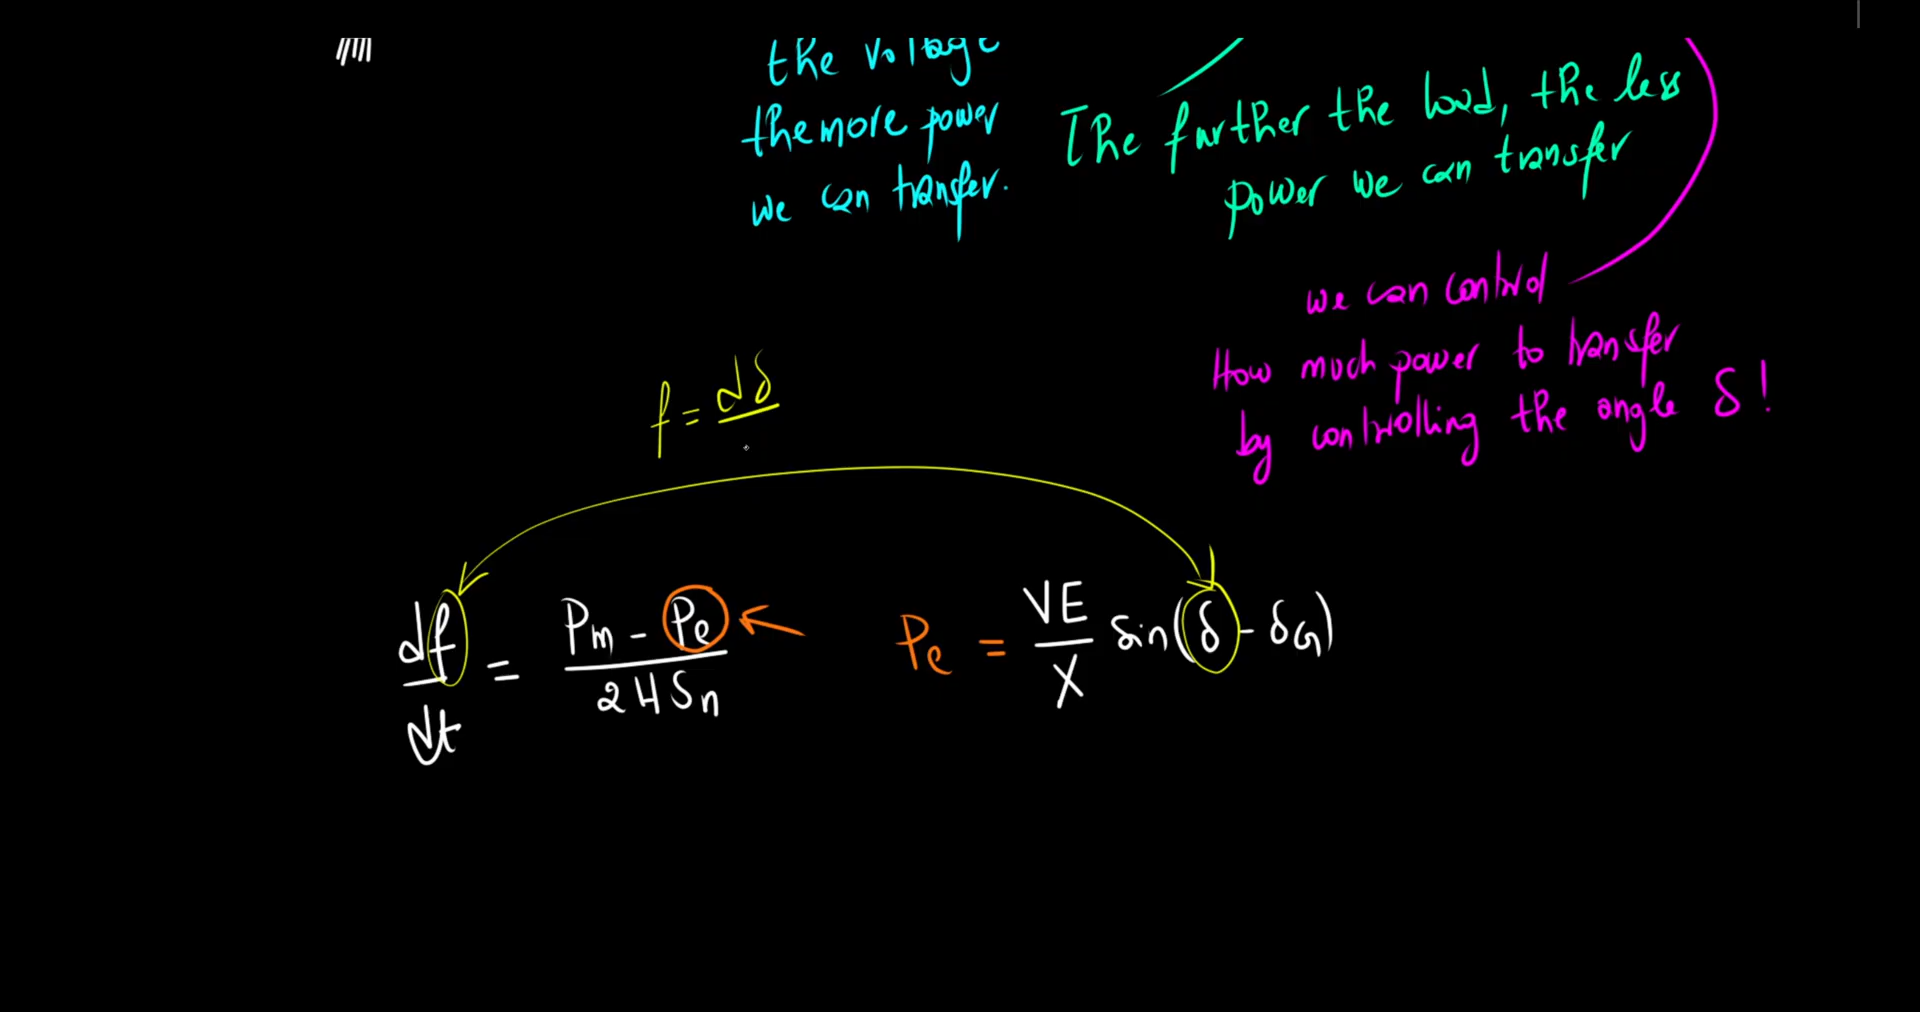 the voltage
the more power
we can transfer.
The further the load, the less
power we can transfer
we can control
How much power to transfer
by controlling the angle δ!
f = dδ
df/dt = (Pm - Pe)/(2HSn)
Pe = VE/X sin(δ - δG)